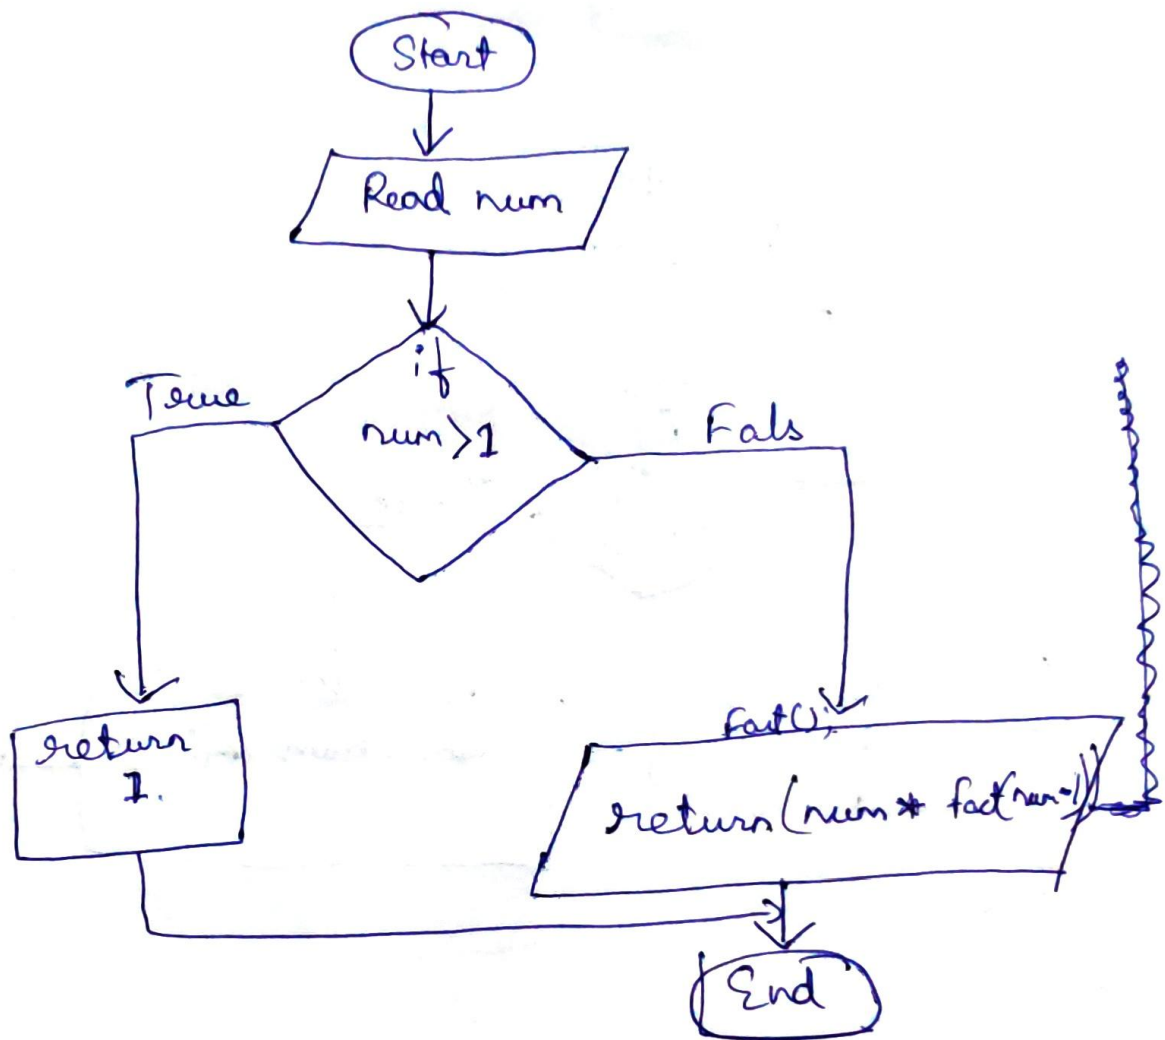 Start
Read num
if
num>1
True
Fals
return
1.
fact();
return(num * fact(num-1))
End